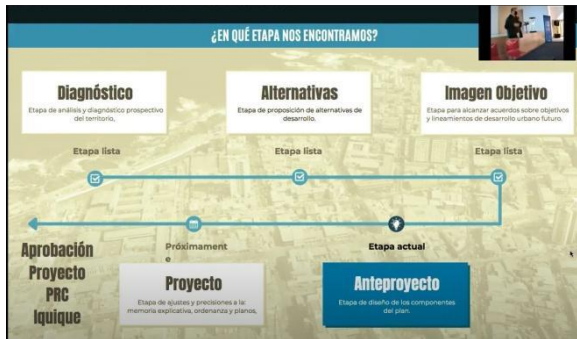 ¿EN QUÉ ETAPA NOS ENCONTRAMOS?
Diagnóstico
Etapa de análisis y diagnóstico prospectivo
del territorio,
Etapa lista
Alternativas
Etapa de proposición de alternativas de
desarrollo.
Etapa lista
Imagen Objetivo
Etapa para alcanzar acuerdos sobre objetivos
y lineamientos de desarrollo urbano futuro.
Etapa lista
Etapa actual
Anteproyecto
Etapa de diseño de los componentes
del plan.
Próximament
e
Proyecto
Etapa de ajustes y precisiones a la
memoria explicativa, ordenanza y planos,
Aprobación
Proyecto
PRC
Iquique